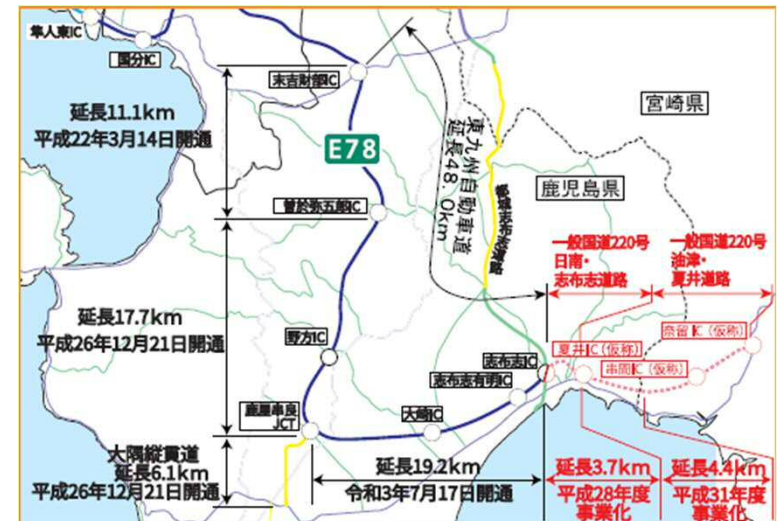 隼人東IC
国分IC
末吉財部IC
延長11.1km
平成22年3月14日開通
E78
宮崎県
東九州自動車道
延長48.0km
鹿児島県
都城志布志道路
曽於弥五郎IC
一般国道220号
日南・
志布志道路
一般国道220号
油津・
夏井道路
延長17.7km
平成26年12月21日開通
野方IC
奈留IC（仮称）
夏井IC（仮称）
志布志IC
串間IC（仮称）
志布志有明IC
鹿屋串良
JCT
大崎IC
大隅縦貫道
延長6.1km
平成26年12月21日開通
延長19.2km
令和3年7月17日開通
延長3.7km
平成28年度
事業化
延長4.4km
平成31年度
事業化